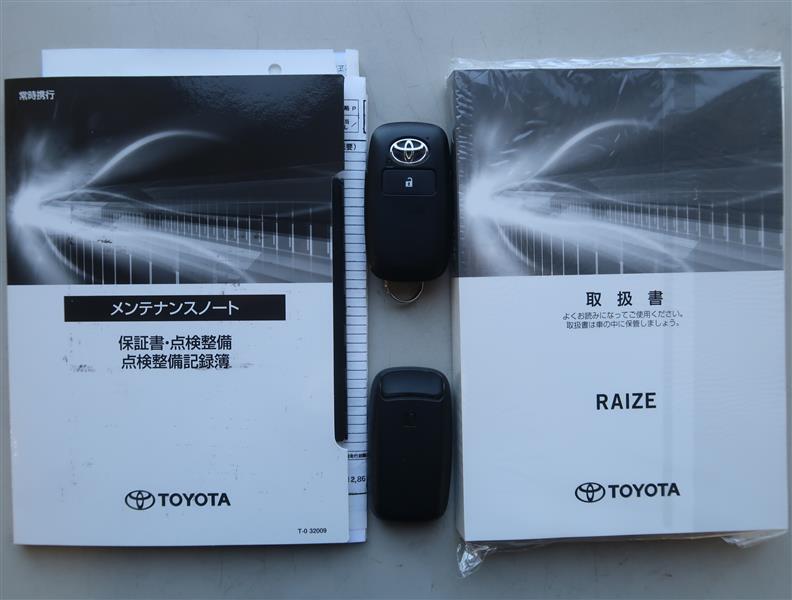 常時携行
メンテナンスノート
保証書・点検整備
点検整備記録簿
TOYOTA
T-0 32009
12,86
取扱書
よくお読みになってご使用ください。
取扱書は車の中に保管しましょう。
RAIZE
TOYOTA